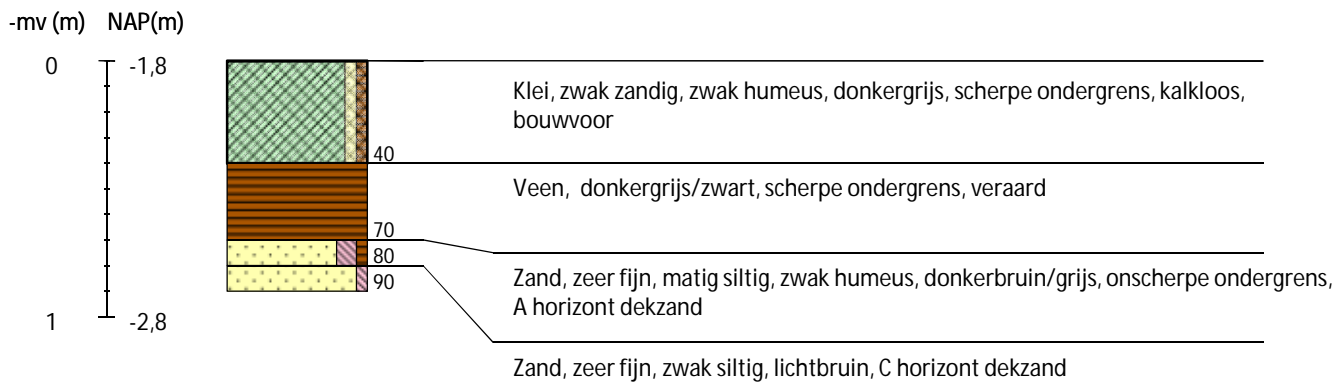 -mv (m) NAP(m)
0 -1,8
Klei, zwak zandig, zwak humeus, donkergrijs, scherpe ondergrens, kalkloos,
bouwvoor
40
Veen, donkergrijs/zwart, scherpe ondergrens, veraard
70
80
Zand, zeer fijn, matig siltig, zwak humeus, donkerbruin/grijs, onscherpe ondergrens,
90
A horizont dekzand
1 -2,8
Zand, zeer fijn, zwak siltig, lichtbruin, C horizont dekzand